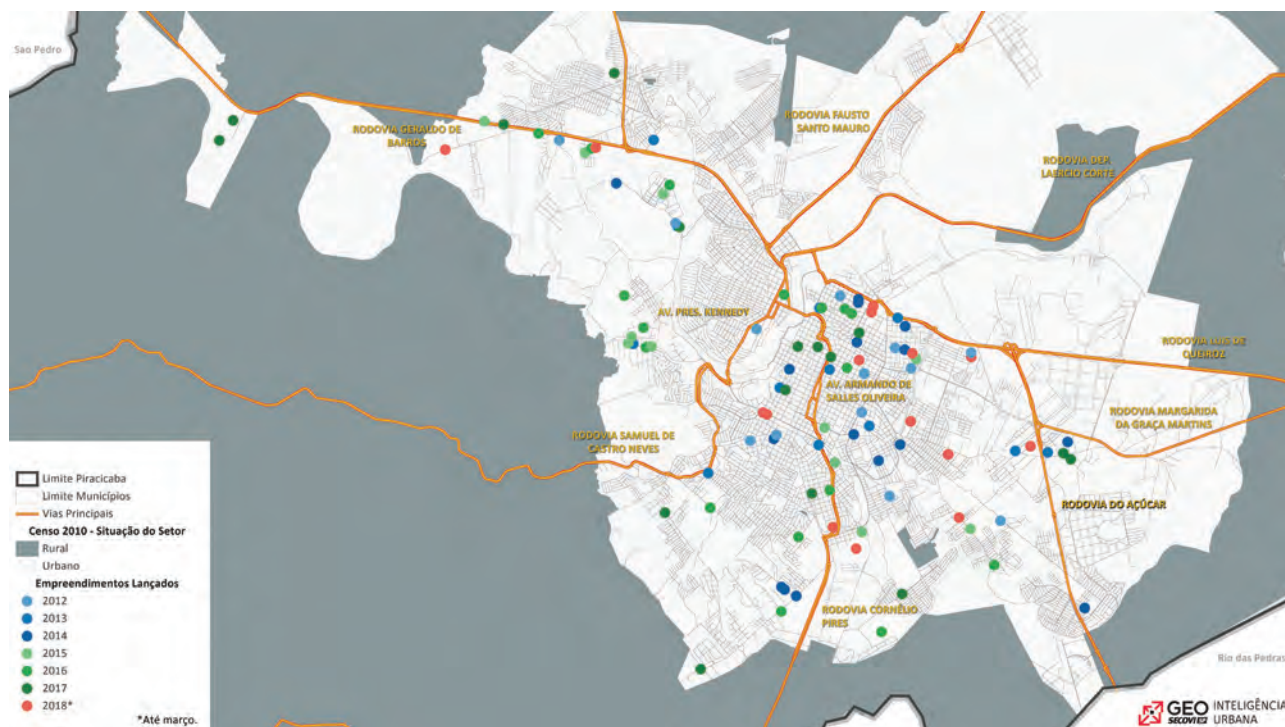 Sao Pedro
RODOVIA GERALDO DE
BARROS
RODOVIA FAUSTO
SANTO MAURO
RODOVIA DEP.
LAERCIO CORTE
AV. PRES. KENNEDY
RODOVIA LUIS DE
QUEIROZ
AV. ARMANDO DE
SALLES OLIVEIRA
RODOVIA MARGARIDA
DA GRAÇA MARTINS
RODOVIA SAMUEL DE
CASTRO NEVES
RODOVIA DO AÇÚCAR
RODOVIA CORNÉLIO
PIRES
Rio das Pedras
Limite Piracicaba
Limite Municípios
Vias Principais
Censo 2010 - Situação do Setor
Rural
Urbano
Empreendimentos Lançados
2012
2013
2014
2015
2016
2017
2018*
*Até março.
GEO INTELIGÊNCIA
SECOVI URBANA